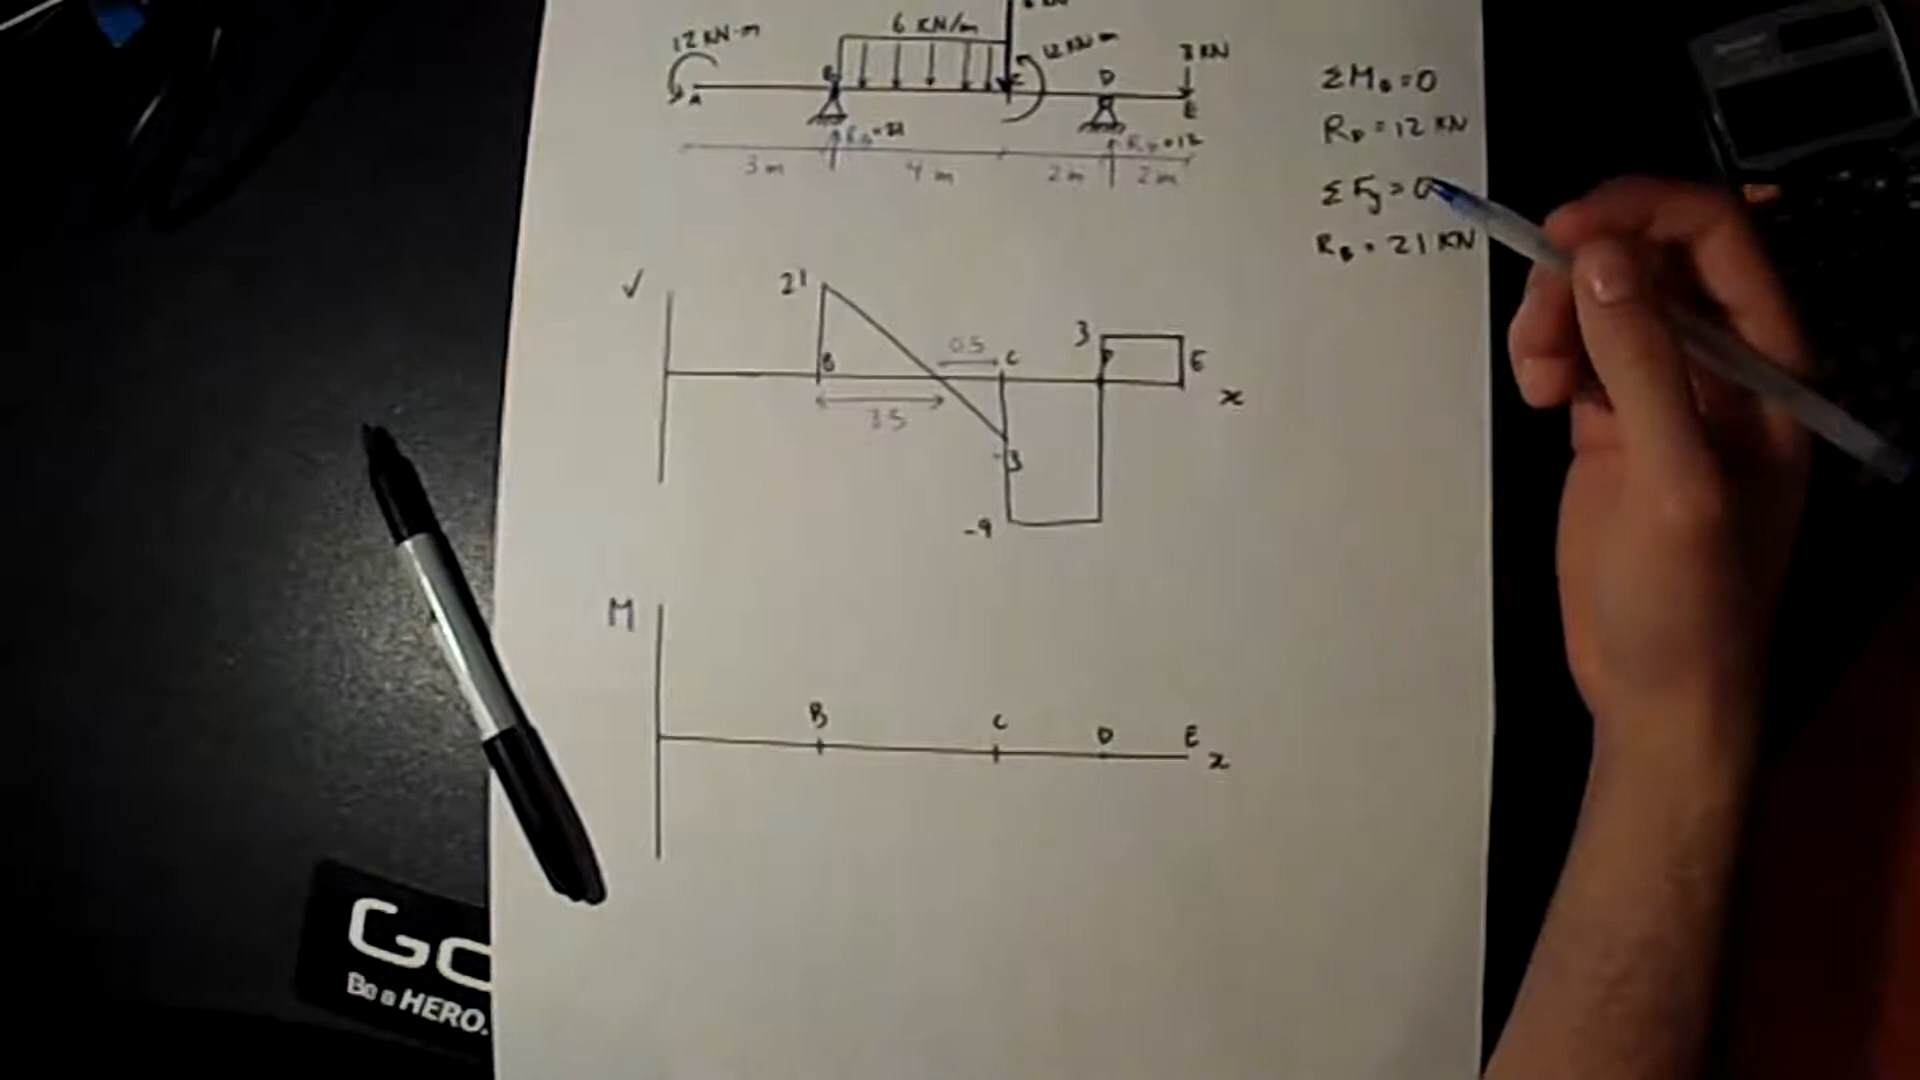 12 KN-m
6 KN/m
KN
12 KN-m
3 KN
A
B
C
D
E
RB=21
RD=12
3 m
4 m
2 m
2 m
ΣMB=0
RD = 12 KN
ΣFy=0
RB = 21 KN
V
21
B
0.5
C
3
D
E
x
3.5
-3
-9
M
B
C
D
E
x
GO
Be a HERO.